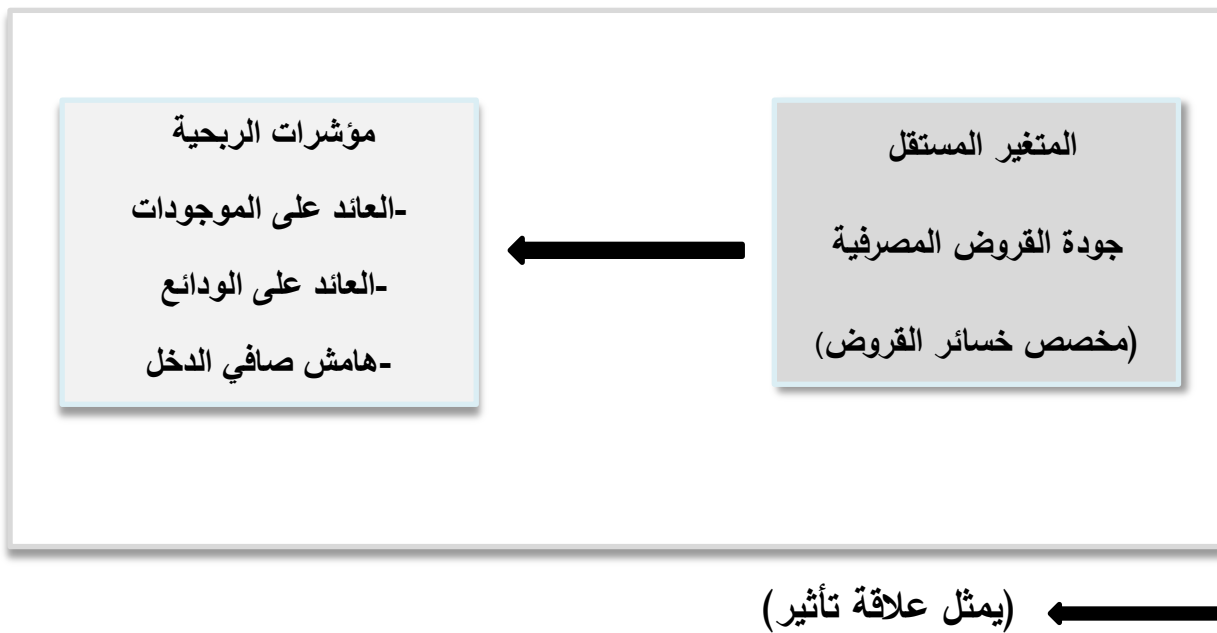 المتغير المستقل
جودة القروض المصرفية
(مخصص خسائر القروض)
مؤشرات الربحية
-العائد على الموجودات
-العائد على الودائع
-هامش صافي الدخل
(يمثل علاقة تأثير)